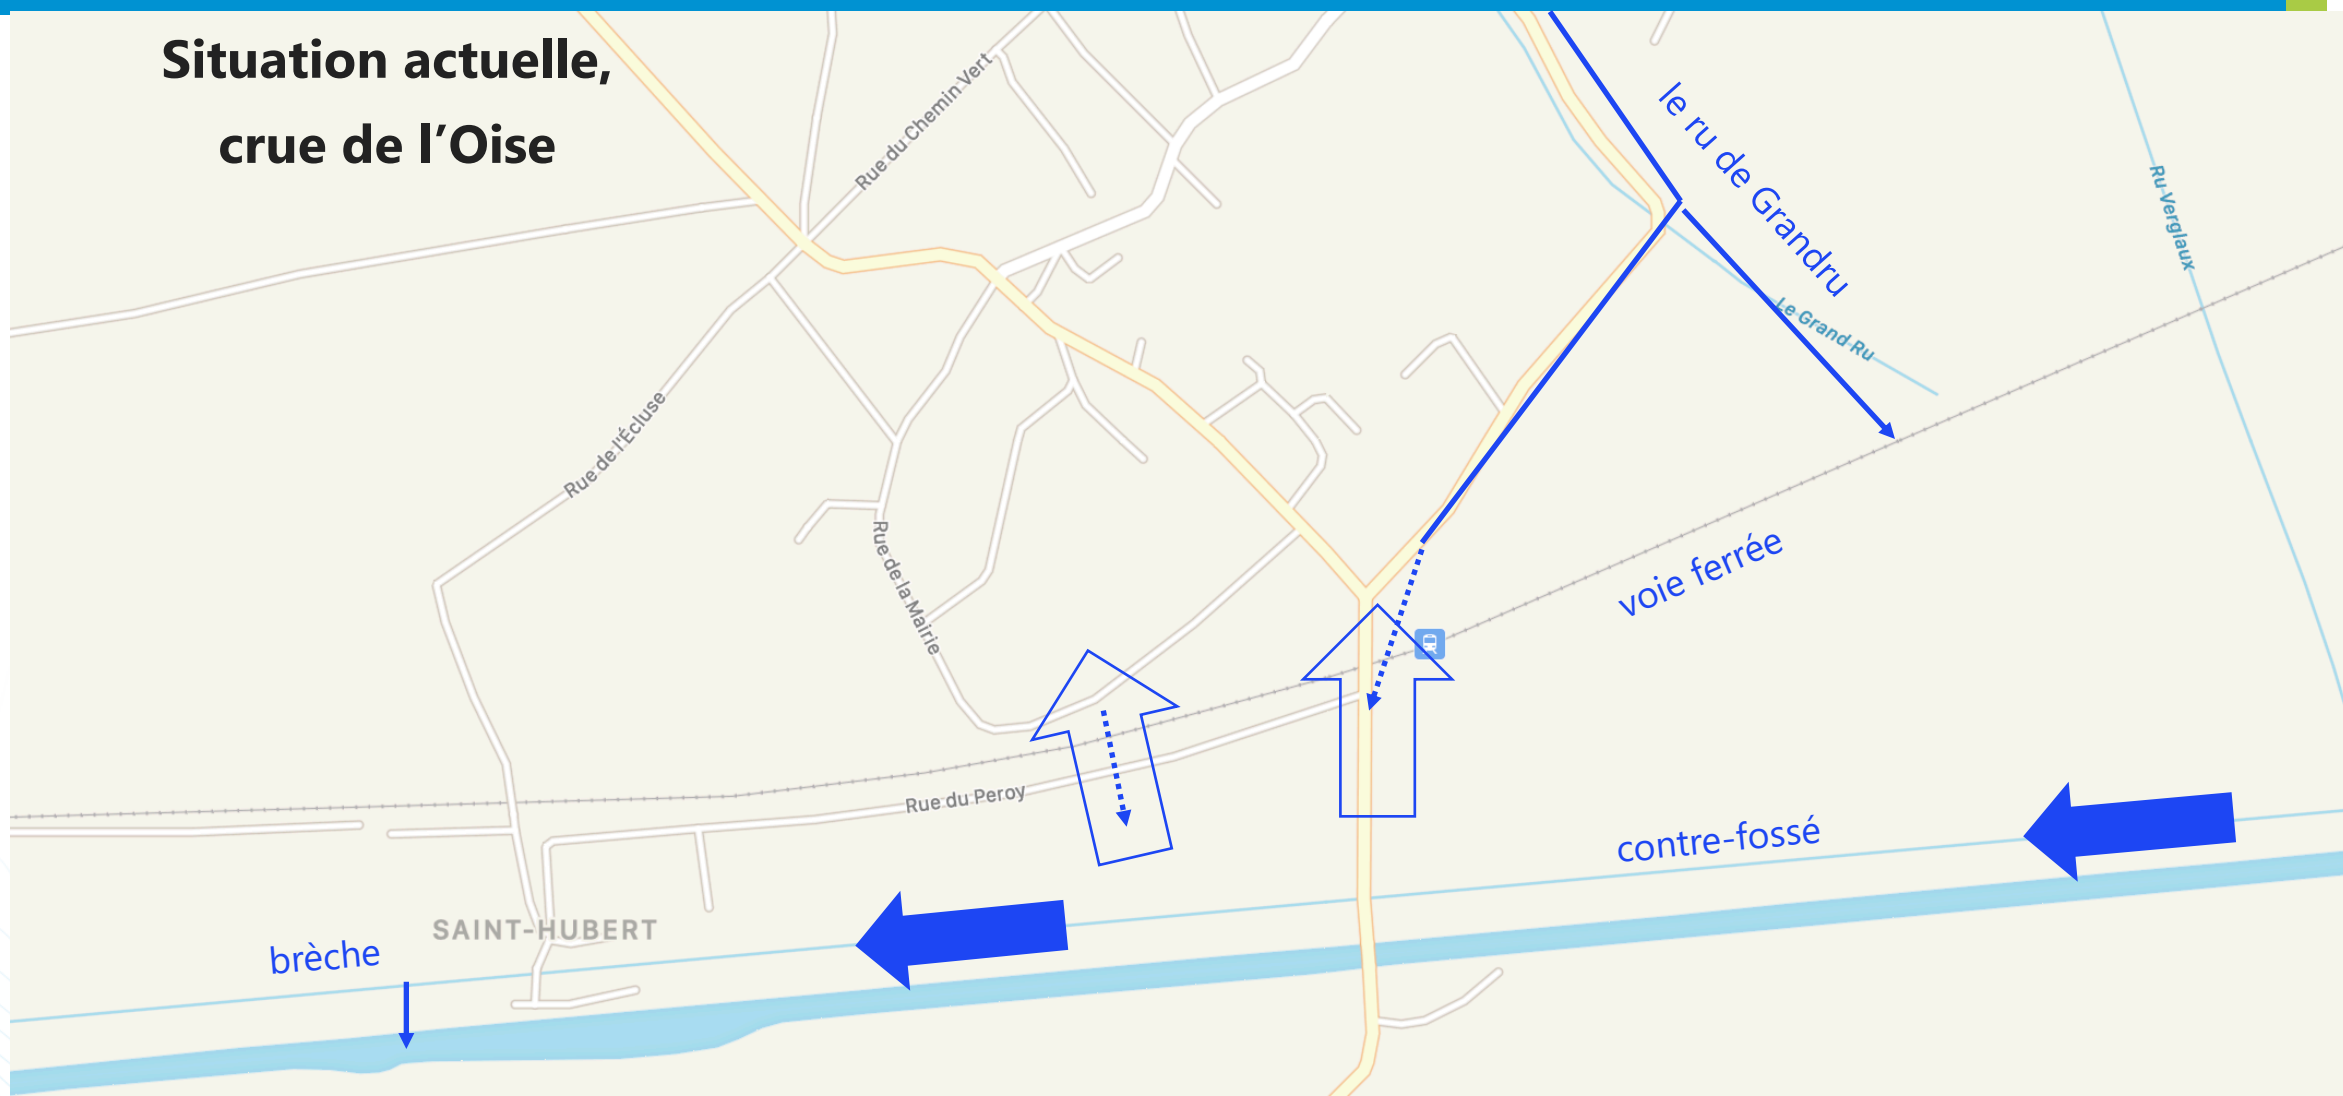 Situation actuelle,
crue de l’Oise
Rue du Chemin Vert
le ru de Grandru
Ru Verglaux
Le Grand Ru
Rue de l'Écluse
Rue de la Mairie
voie ferrée
Rue du Peroy
contre-fossé
SAINT-HUBERT
brèche